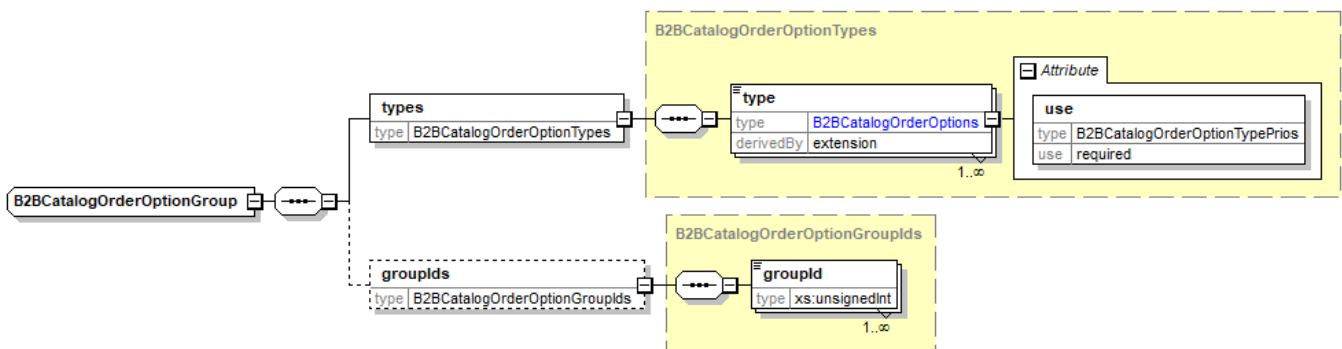 B2BCatalogOrderOptionTypes
Attribute
types
type B2BCatalogOrderOptionTypes
type
type B2BCatalogOrderOptions
derivedBy extension
1..∞
use
type B2BCatalogOrderOptionTypePrios
use required
B2BCatalogOrderOptionGroup
B2BCatalogOrderOptionGroupIds
groupIds
type B2BCatalogOrderOptionGroupIds
groupId
type xs:unsignedInt
1..∞